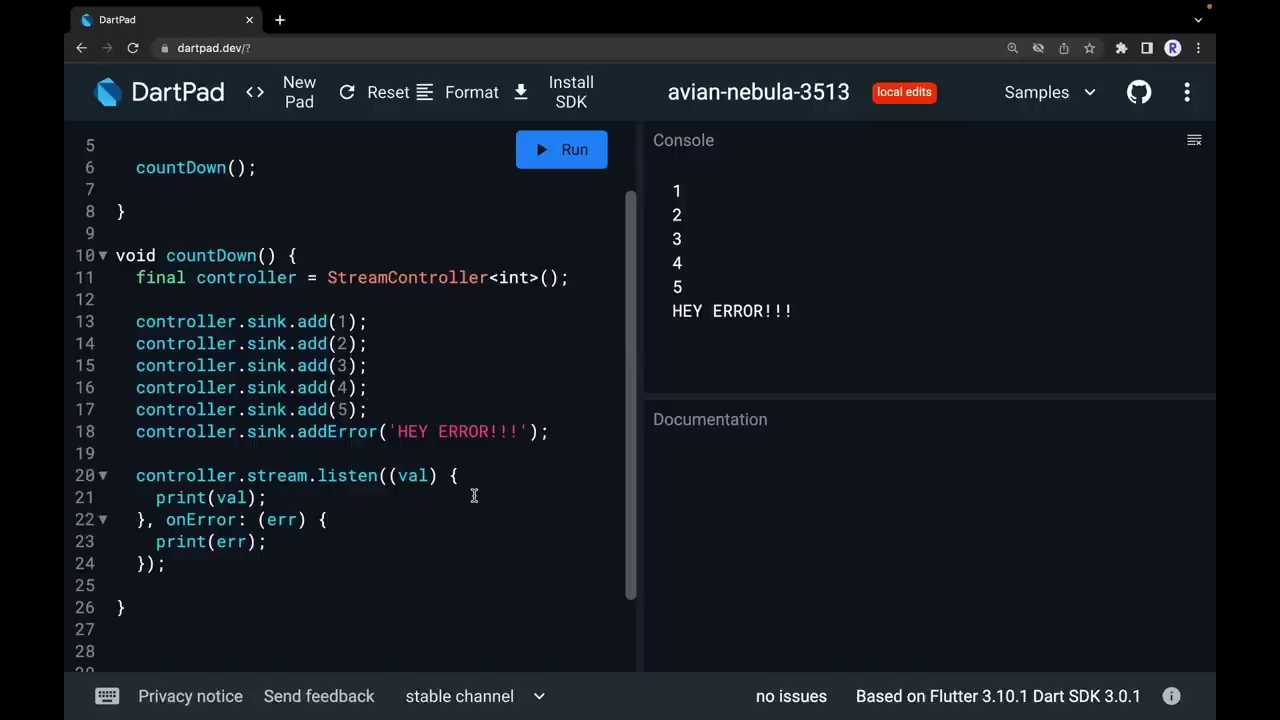 DartPad
dartpad.dev/?
R
DartPad
New Pad
Reset
Format
Install SDK
avian-nebula-3513
local edits
Samples
5
6 countDown();
7
8 }
9
10 void countDown() {
11 final controller = StreamController<int>();
12
13 controller.sink.add(1);
14 controller.sink.add(2);
15 controller.sink.add(3);
16 controller.sink.add(4);
17 controller.sink.add(5);
18 controller.sink.addError('HEY ERROR!!!');
19
20 controller.stream.listen((val) {
21 print(val);
22 }, onError: (err) {
23 print(err);
24 });
25
26 }
27
28
Run
Console
1
2
3
4
5
HEY ERROR!!!
Documentation
Privacy notice
Send feedback
stable channel
no issues
Based on Flutter 3.10.1 Dart SDK 3.0.1